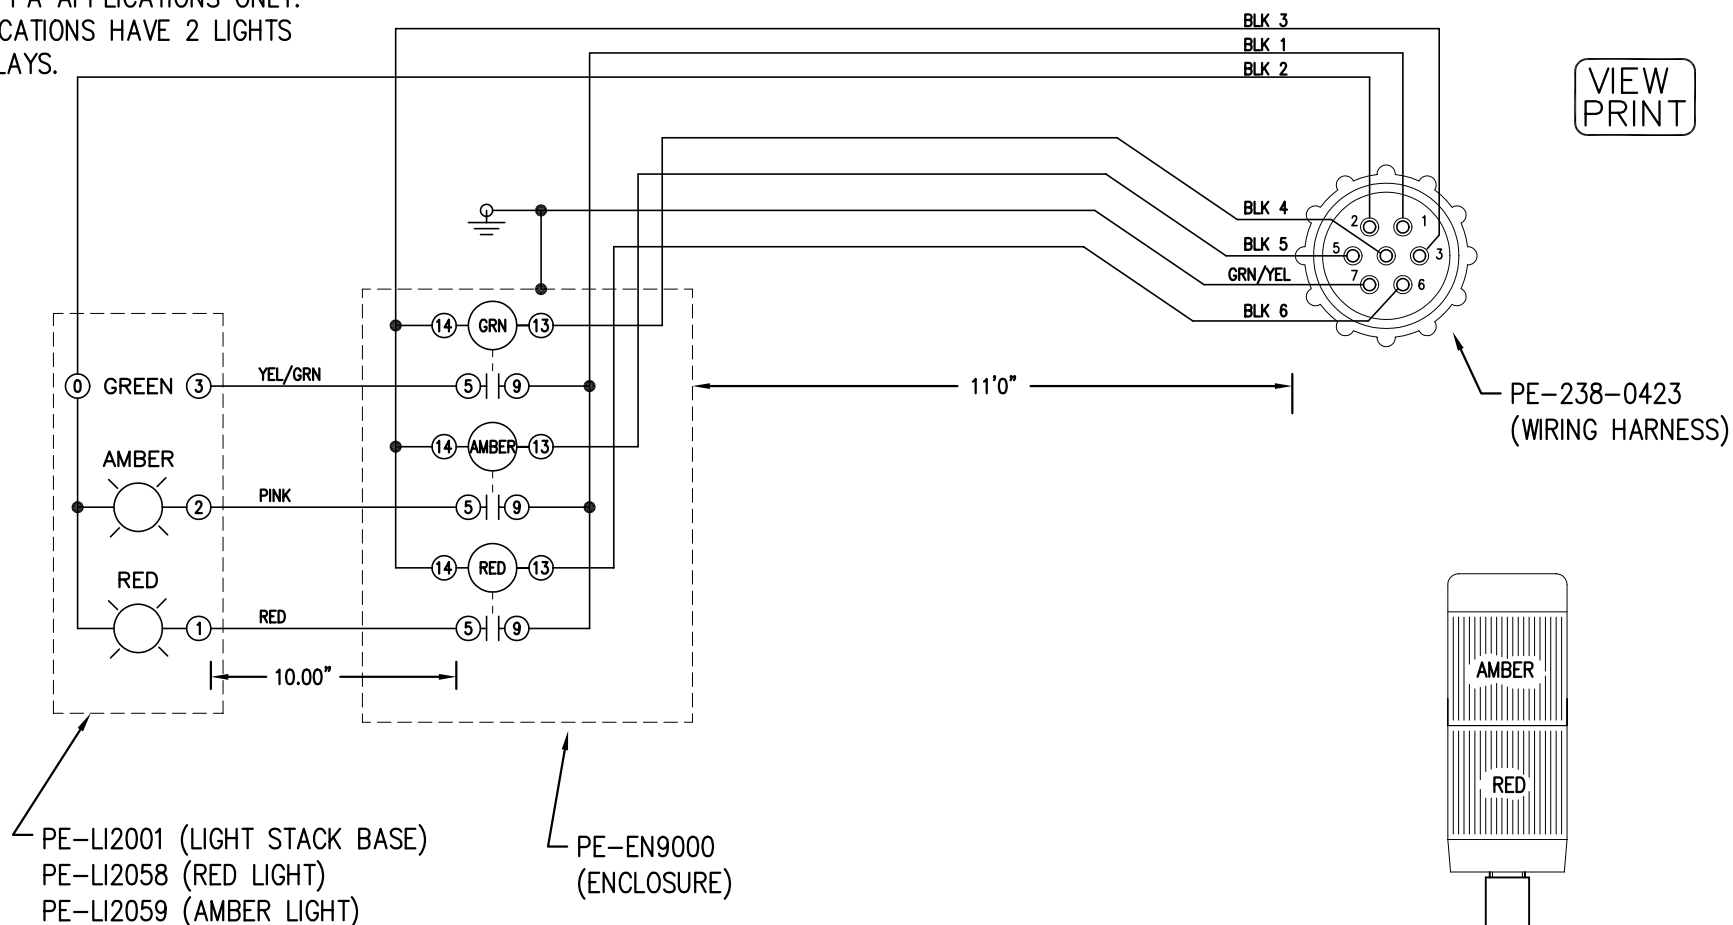 APPLICATIONS ONLY.
CATIONS HAVE 2 LIGHTS
LAYS.
BLK 3
BLK 1
BLK 2
VIEW
PRINT
BLK 4
BLK 5
GRN/YEL
BLK 6
2 1
5 3
7 6
14 GRN 13
0 GREEN 3 YEL/GRN 5 9
11'0"
PE-238-0423
(WIRING HARNESS)
14 AMBER 13
AMBER
2 PINK 5 9
14 RED 13
RED
1 RED 5 9
10.00"
AMBER
RED
PE-LI2001 (LIGHT STACK BASE)
PE-LI2058 (RED LIGHT)
PE-LI2059 (AMBER LIGHT)
PE-EN9000
(ENCLOSURE)